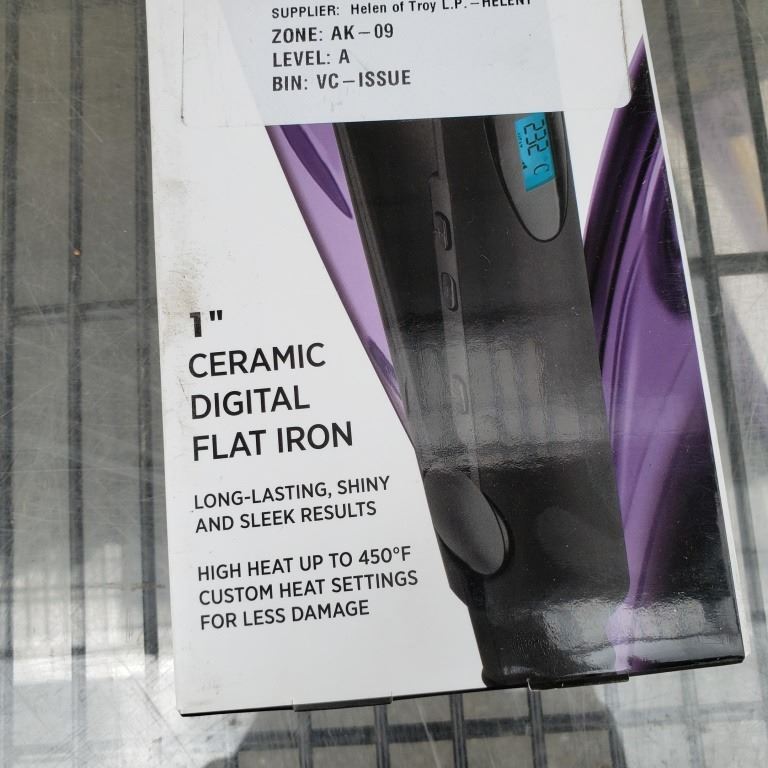 SUPPLIER: Helen of Troy L.P. – HELENT
ZONE: AK – 09
LEVEL: A
BIN: VC – ISSUE
232 C
1"
CERAMIC
DIGITAL
FLAT IRON
LONG-LASTING, SHINY
AND SLEEK RESULTS
HIGH HEAT UP TO 450°F
CUSTOM HEAT SETTINGS
FOR LESS DAMAGE